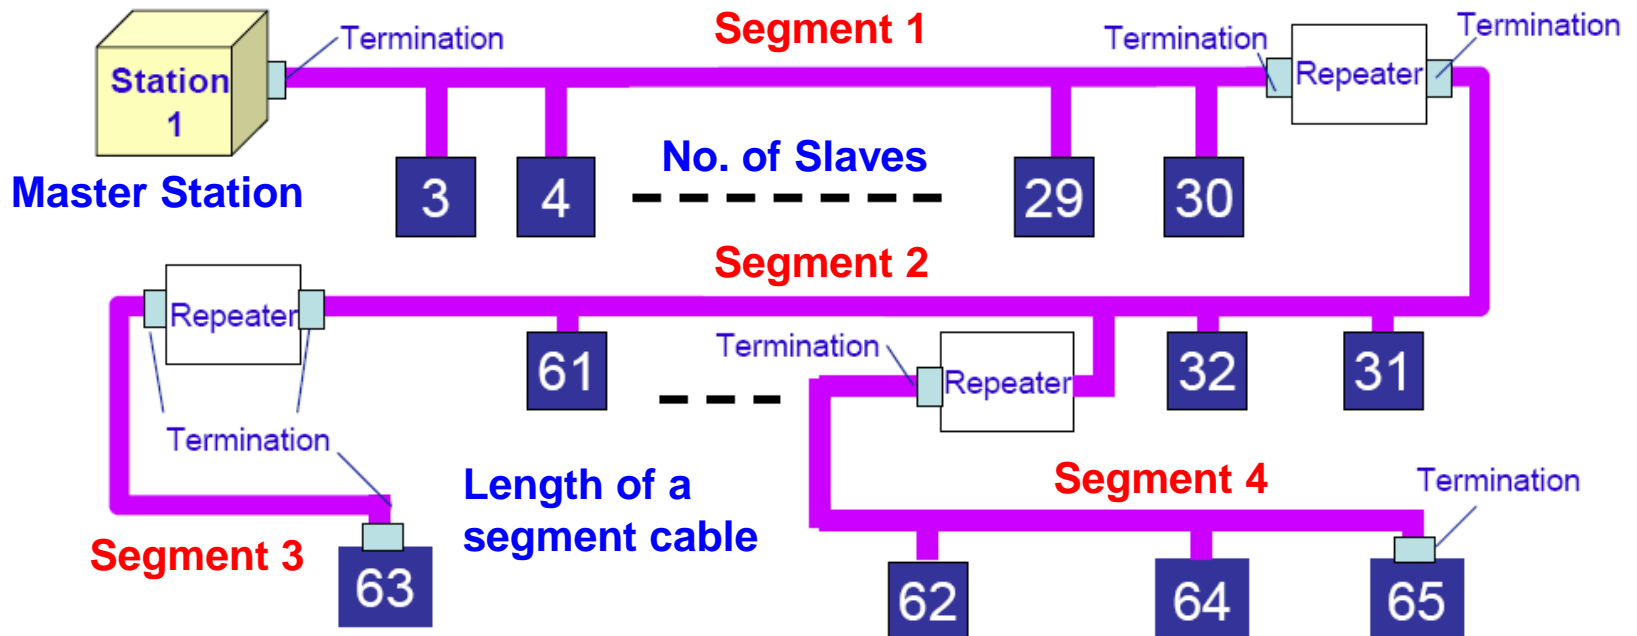 Segment 1
Termination
Termination
Termination
Station
1
Repeater
Master Station
No. of Slaves
3
4
29
30
Segment 2
Repeater
61
Termination
Repeater
32
31
Termination
Length of a
segment cable
Segment 4
Termination
Segment 3
63
62
64
65